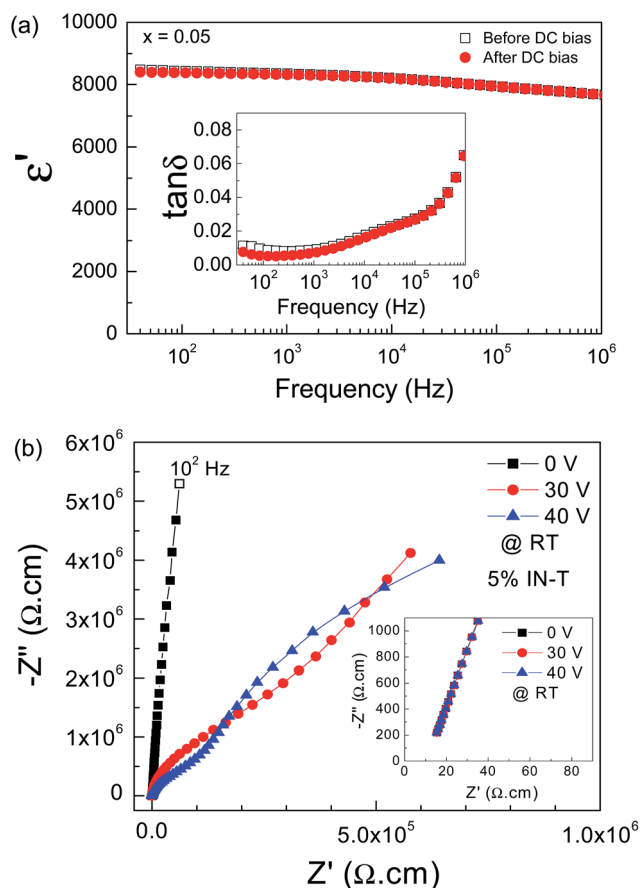 (a)
x = 0.05
Before DC bias
After DC bias
10000
8000
6000
4000
2000
0
ε'
0.08
0.06
0.04
0.02
0.00
tanδ
10² 10³ 10⁴ 10⁵ 10⁶
Frequency (Hz)
10² 10³ 10⁴ 10⁵ 10⁶
Frequency (Hz)
(b)
6x10⁶
5x10⁶
4x10⁶
3x10⁶
2x10⁶
1x10⁶
0
-Z'' (Ω.cm)
10² Hz
0 V
30 V
40 V
@ RT
5% IN-T
1000
800
600
400
200
0
-Z'' (Ω.cm)
0 V
30 V
40 V
@ RT
0 20 40 60 80
Z' (Ω.cm)
0.0 5.0x10⁵ 1.0x10⁶
Z' (Ω.cm)